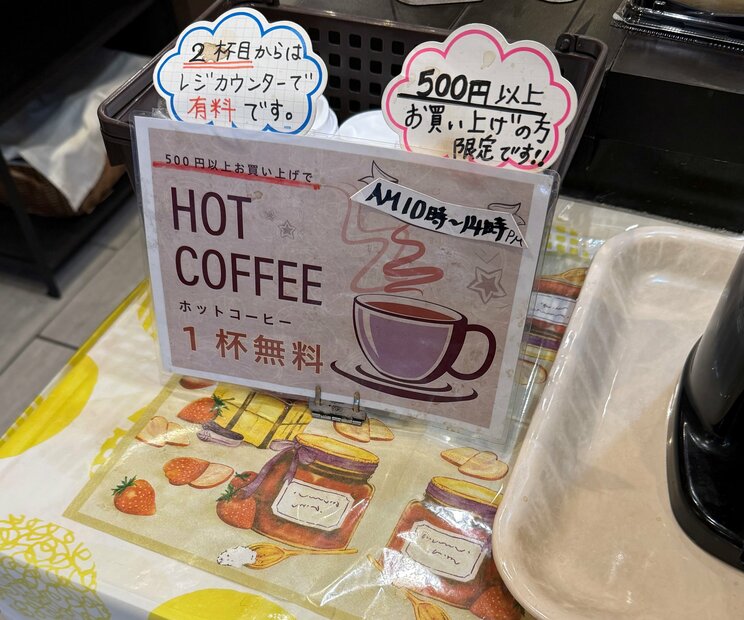 2杯目からは
レジカウンターで
有料です。
500円以上
お買い上げの方
限定です!!
500円以上お買い上げで
AM10時~14時PM
HOT
COFFEE
ホットコーヒー
1杯無料